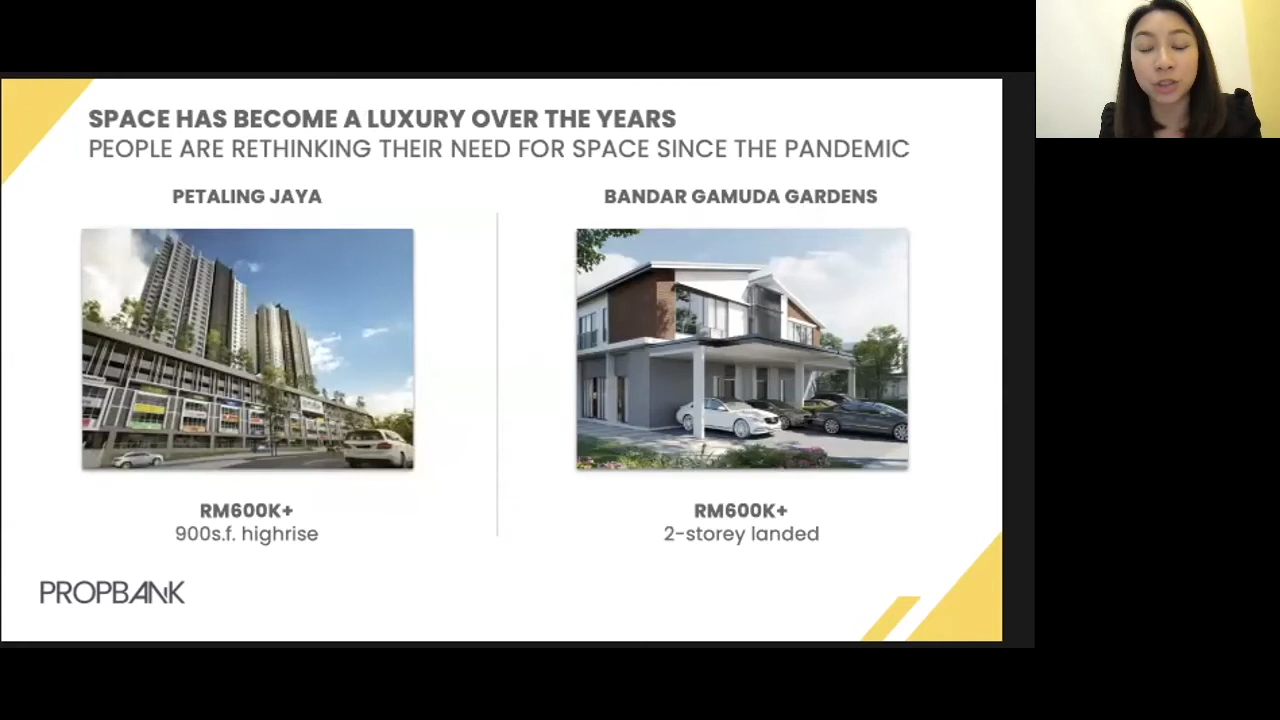 SPACE HAS BECOME A LUXURY OVER THE YEARS
PEOPLE ARE RETHINKING THEIR NEED FOR SPACE SINCE THE PANDEMIC
PETALING JAYA
RM600K+
900s.f. highrise
BANDAR GAMUDA GARDENS
RM600K+
2-storey landed
PROPBANK